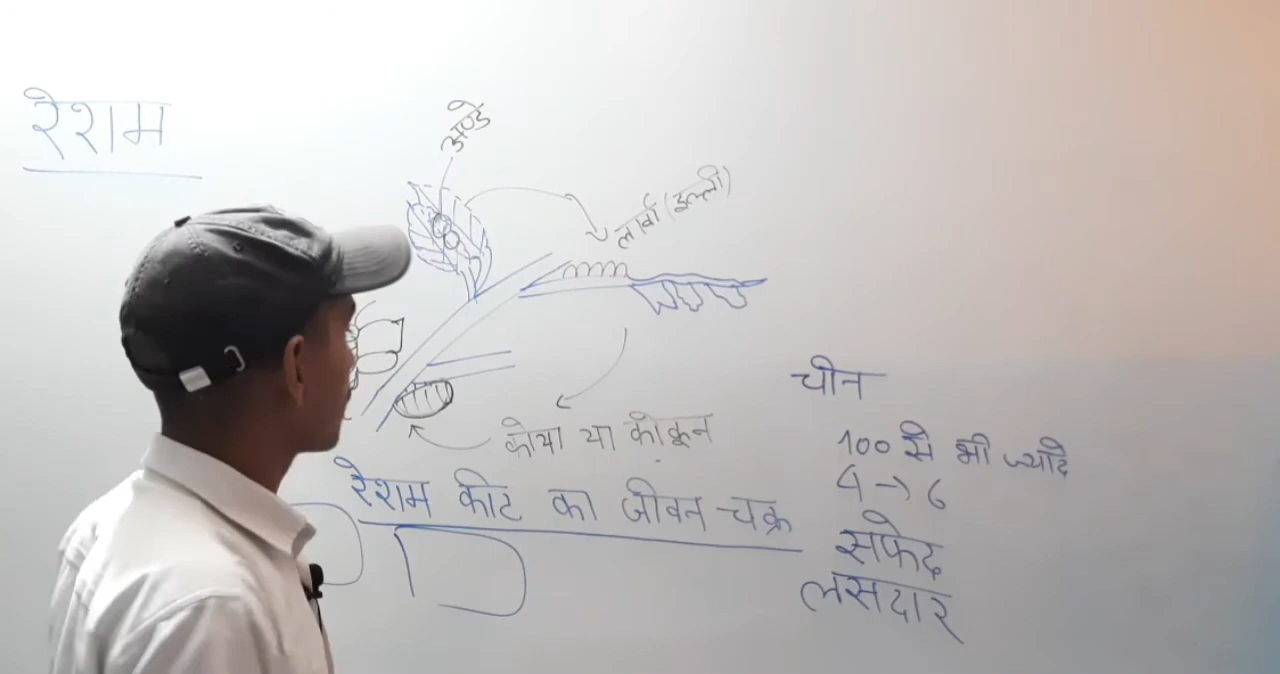 रेशम
अण्डे
लार्वा (इल्ली)
कोया या कोकून
रेशम कीट का जीवन चक्र
चीन
100 से भी ज्यादे
4 → 6
सफेद
लसदार